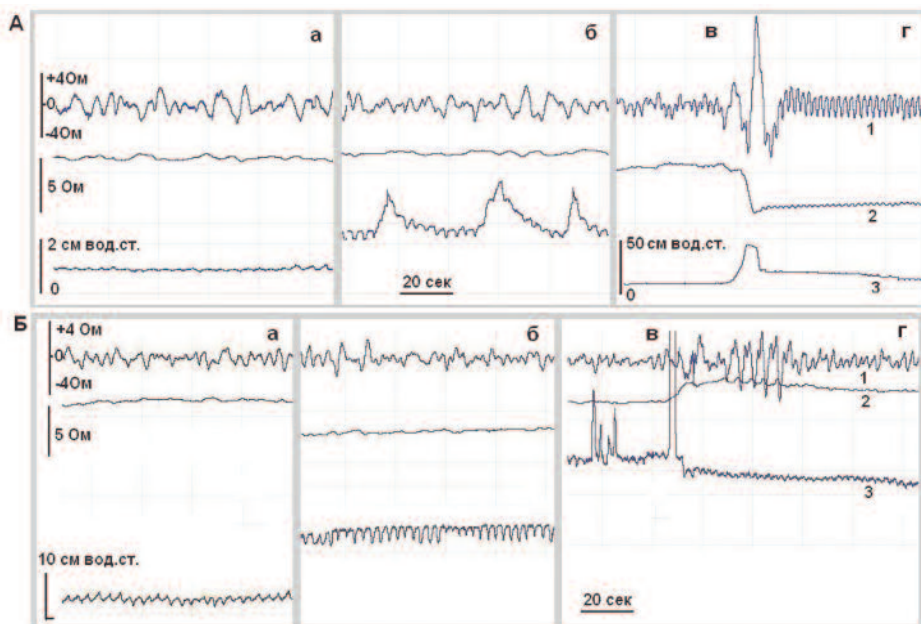 А
а
б
в
г
+4Ом
0
-4Ом
1
5 Ом
2
2 см вод.ст.
0
20 сек
50 см вод.ст.
0
3
Б
а
б
в
г
+4 Ом
0
-4Ом
1
2
5 Ом
3
10 см вод.ст.
20 сек